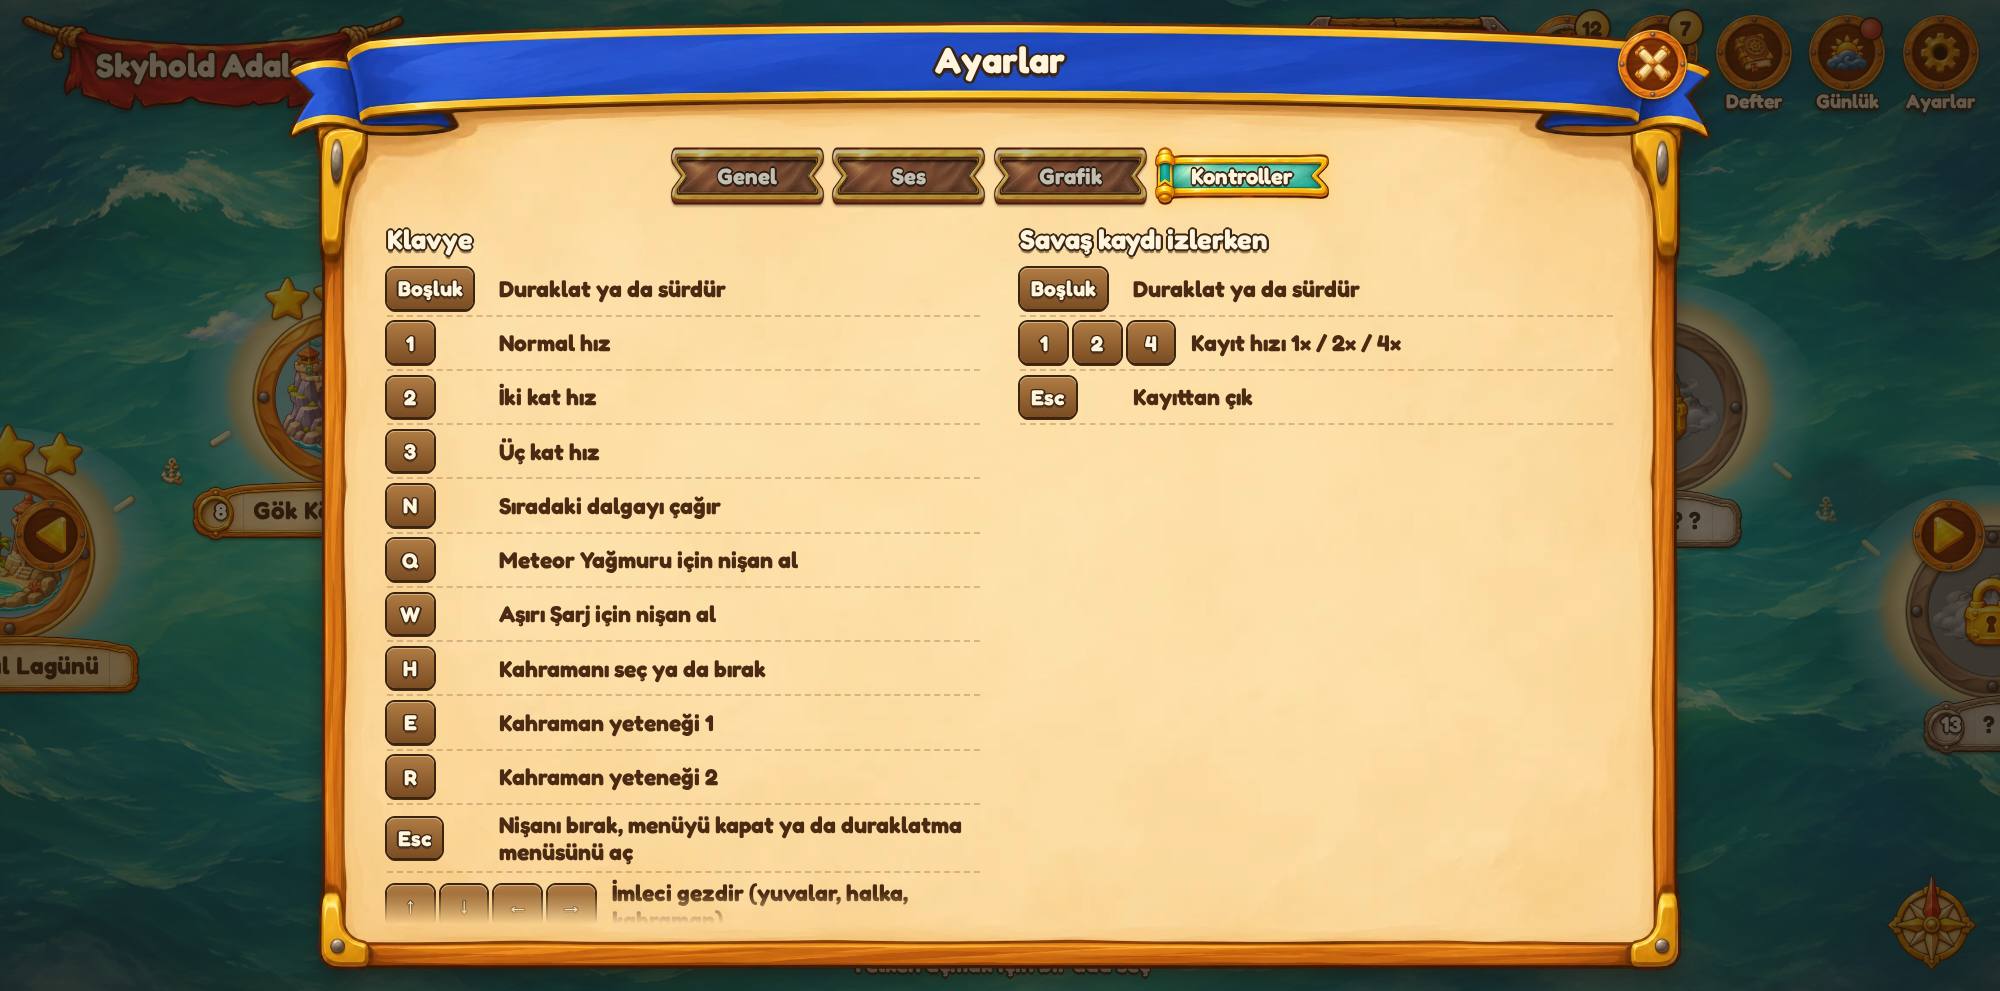 Skyhold Adal
Ayarlar
12
7
Defter
Günlük
Ayarlar
Genel
Ses
Grafik
Kontroller
Klavye
Boşluk Duraklat ya da sürdür
1 Normal hız
2 İki kat hız
3 Üç kat hız
N Sıradaki dalgayı çağır
Q Meteor Yağmuru için nişan al
W Aşırı Şarj için nişan al
H Kahramanı seç ya da bırak
E Kahraman yeteneği 1
R Kahraman yeteneği 2
Esc Nişanı bırak, menüyü kapat ya da duraklatma
menüsünü aç
↑ ↓ ← → İmleci gezdir (yuvalar, halka,
kahraman)
Savaş kaydı izlerken
Boşluk Duraklat ya da sürdür
1 2 4 Kayıt hızı 1× / 2× / 4×
Esc Kayıttan çık
8 Gök
Lagünü
? ?
13 ?